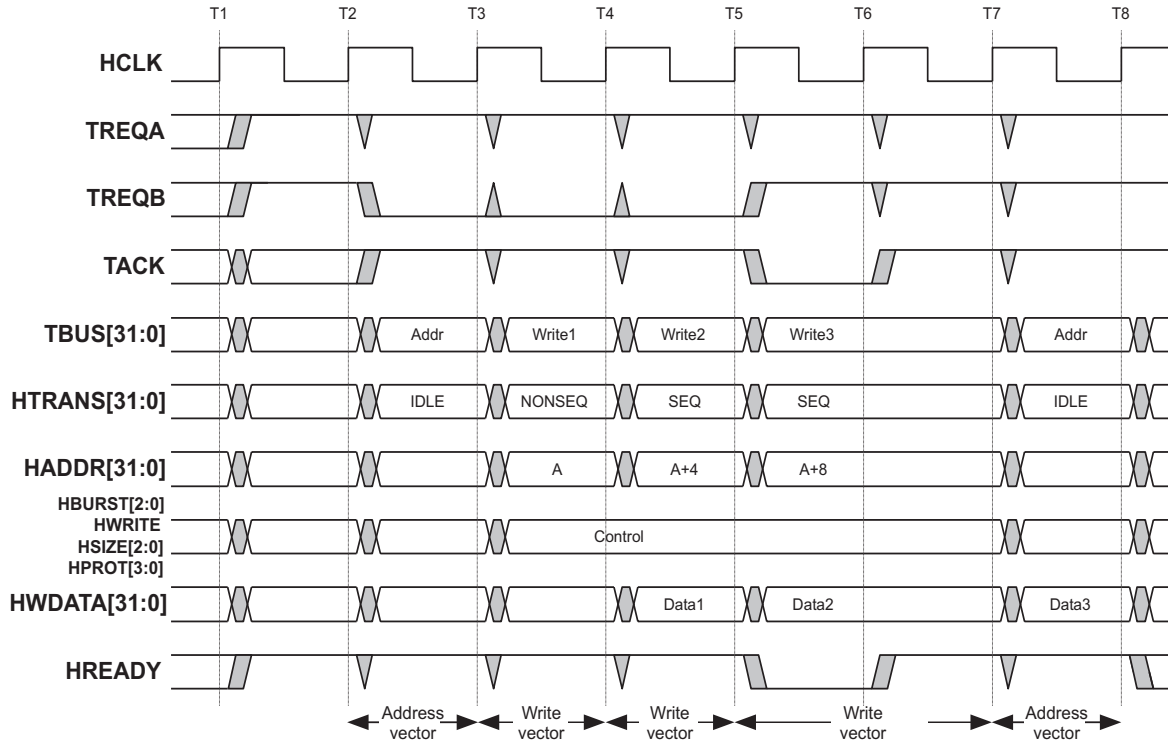 T1 T2 T3 T4 T5 T6 T7 T8
HCLK
TREQA
TREQB
TACK
TBUS[31:0] Addr Write1 Write2 Write3 Addr
HTRANS[31:0] IDLE NONSEQ SEQ SEQ IDLE
HADDR[31:0] A A+4 A+8
HBURST[2:0]
HWRITE
HSIZE[2:0]
HPROT[3:0]
Control
HWDATA[31:0] Data1 Data2 Data3
HREADY
Address Write Write Write Address
vector vector vector vector vector